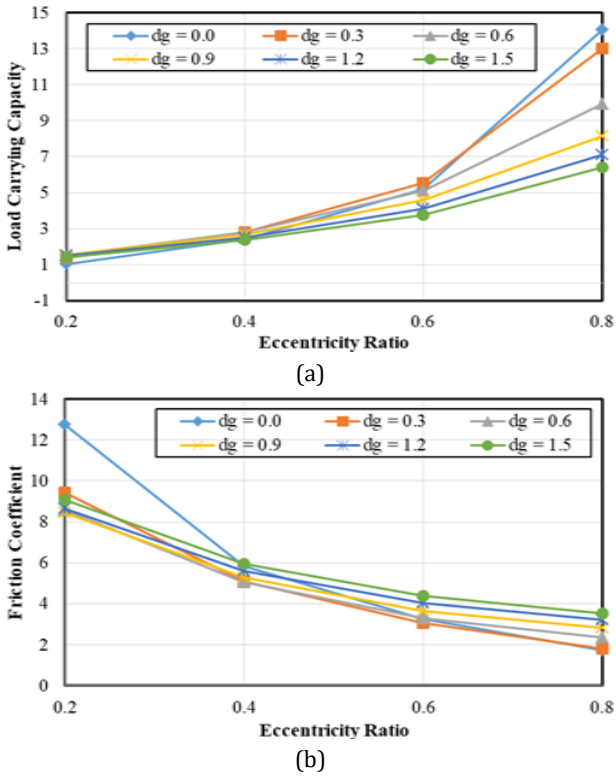 15
13
11
9
7
5
3
1
-1
Load Carrying Capacity
dg = 0.0 dg = 0.3 dg = 0.6
dg = 0.9 dg = 1.2 dg = 1.5
0.2 0.4 0.6 0.8
Eccentricity Ratio
(a)
14
12
10
8
6
4
2
0
Friction Coefficient
dg = 0.0 dg = 0.3 dg = 0.6
dg = 0.9 dg = 1.2 dg = 1.5
0.2 0.4 0.6 0.8
Eccentricity Ratio
(b)